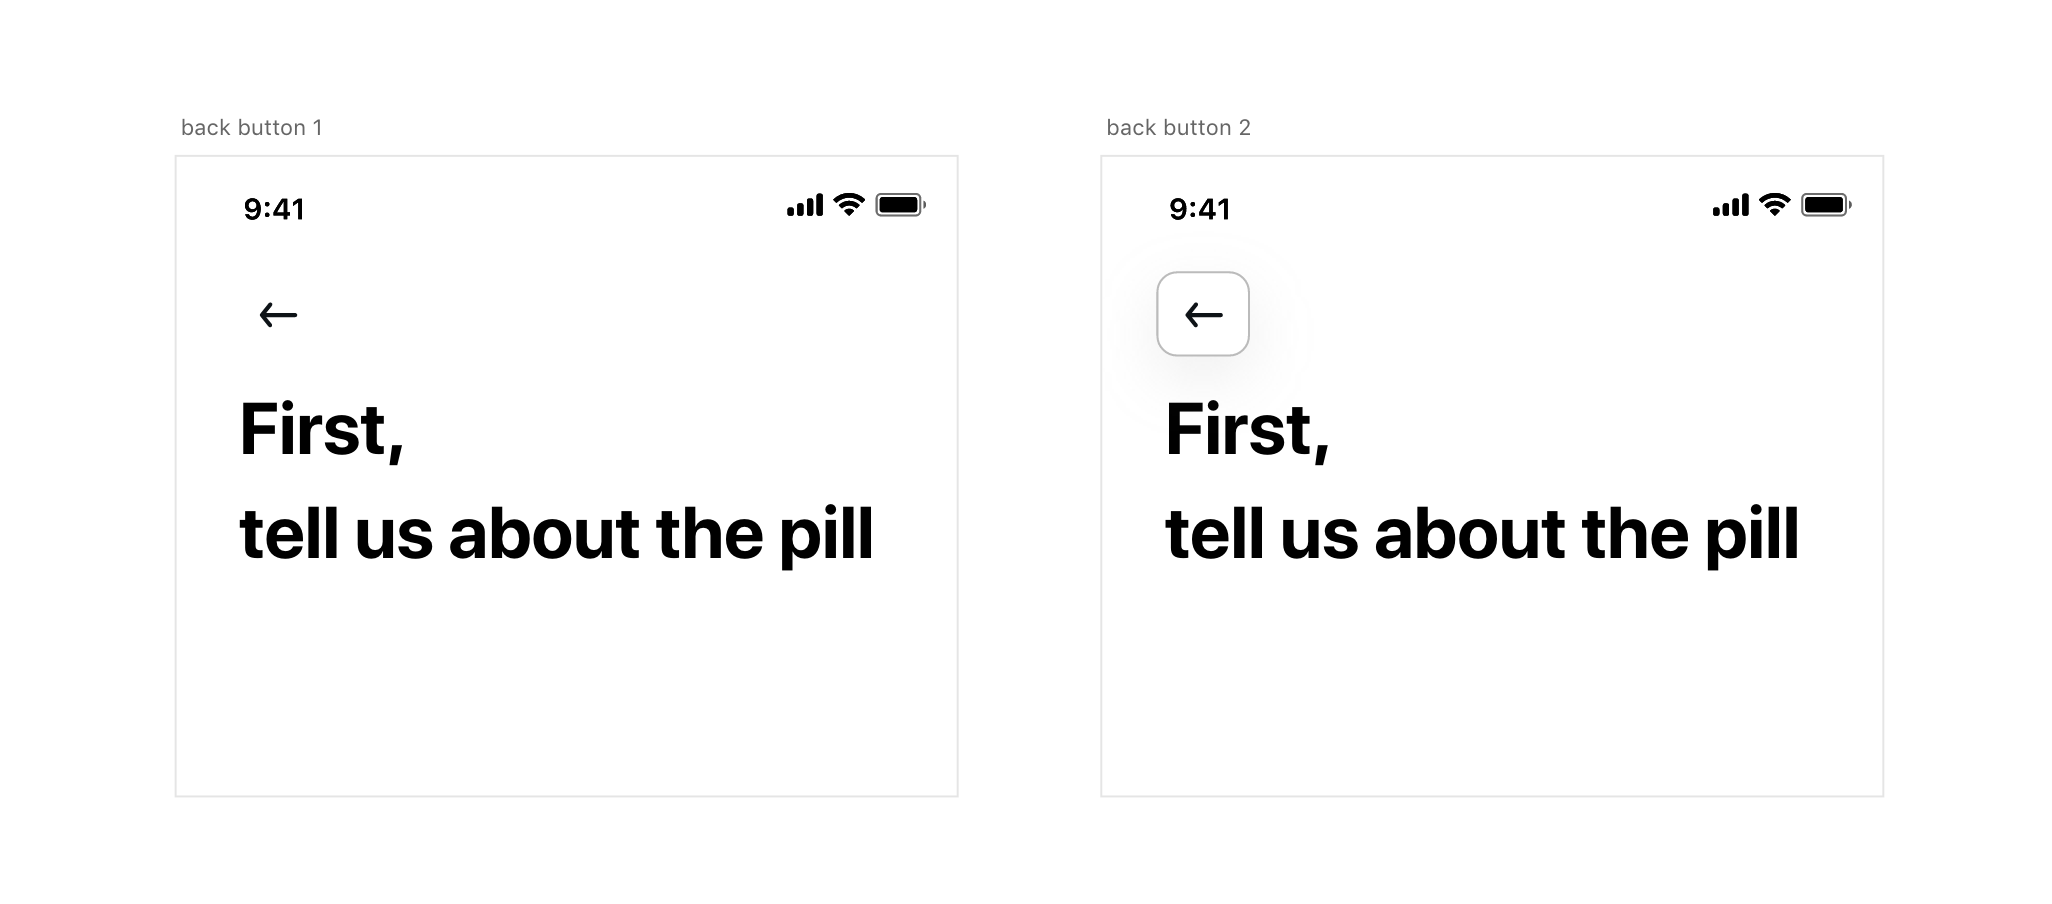 back button 1
9:41
First,
tell us about the pill
back button 2
9:41
First,
tell us about the pill